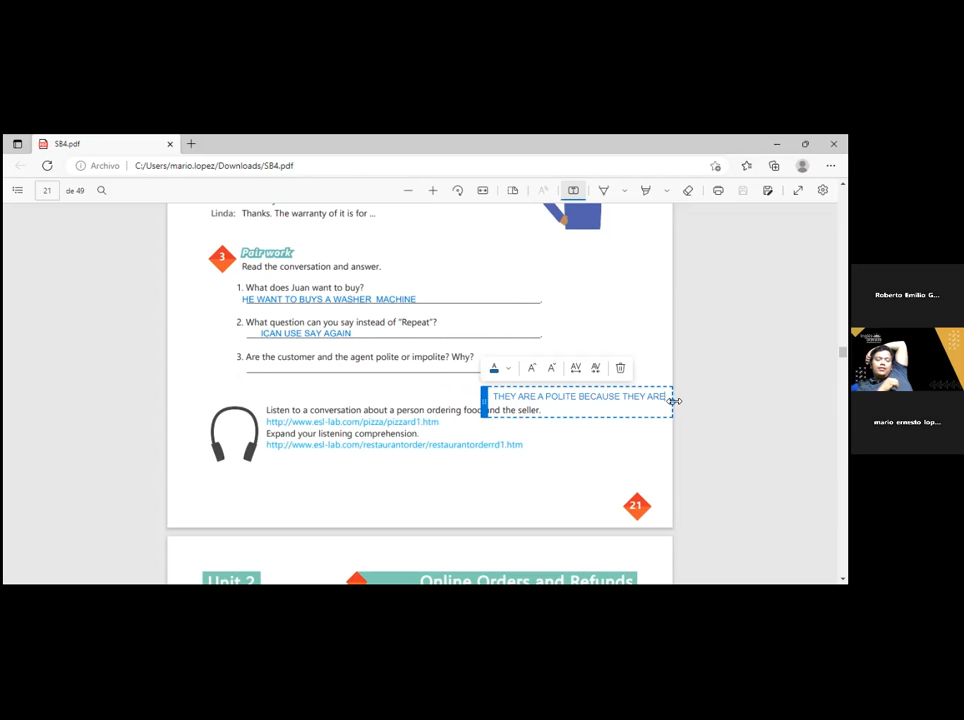 SB4.pdf
Archivo
C:/Users/mario.lopez/Downloads/SB4.pdf
21
de 49
Linda: Thanks. The warranty of it is for ...
3
Pair work
Read the conversation and answer.
1. What does Juan want to buy?
HE WANT TO BUYS A WASHER MACHINE
2. What question can you say instead of “Repeat”?
ICAN USE SAY AGAIN
3. Are the customer and the agent polite or impolite? Why?
THEY ARE A POLITE BECAUSE THEY ARE
Listen to a conversation about a person ordering food and the seller.
http://www.esl-lab.com/pizza/pizzard1.htm
Expand your listening comprehension.
http://www.esl-lab.com/restaurantorder/restaurantorderrd1.htm
21
Unit 2
Online Orders and Refunds
Roberto Emilio G...
mario ernesto lop...